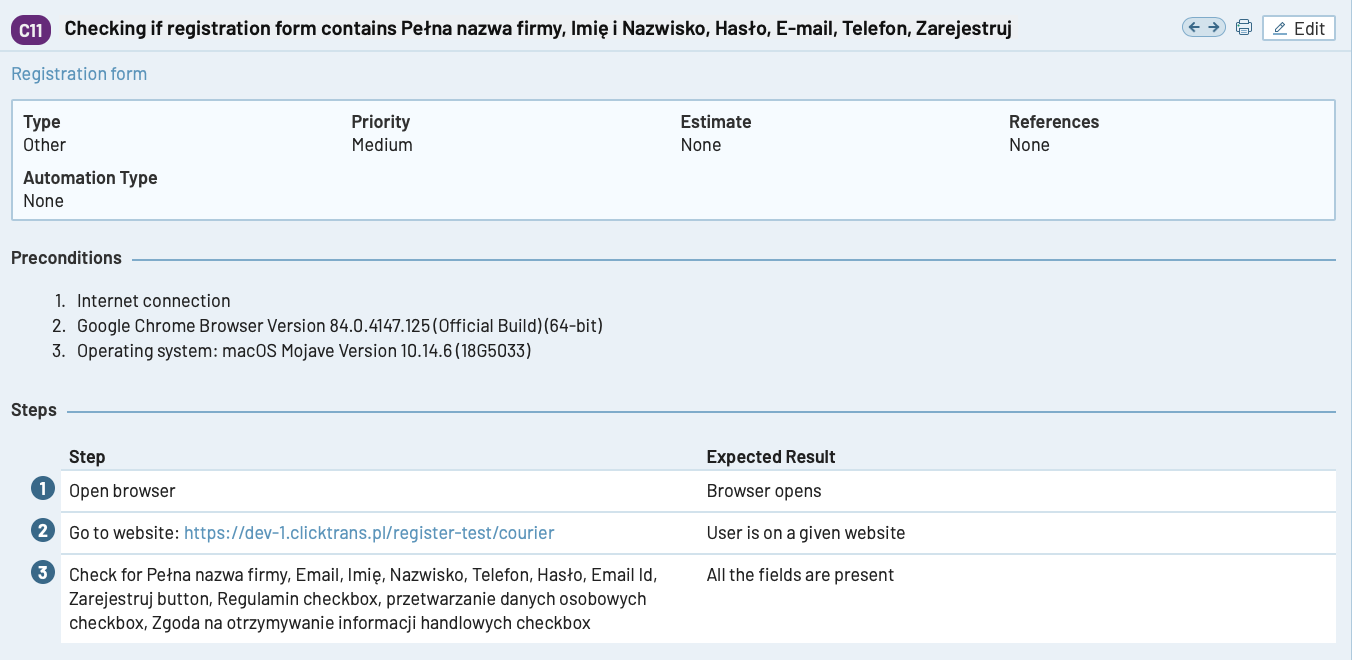 C11 Checking if registration form contains Pełna nazwa firmy, Imię i Nazwisko, Hasło, E-mail, Telefon, Zarejestruj Edit
Registration form
Type Priority Estimate References
Other Medium None None
Automation Type
None
Preconditions
1. Internet connection
2. Google Chrome Browser Version 84.0.4147.125 (Official Build) (64-bit)
3. Operating system: macOS Mojave Version 10.14.6 (18G5033)
Steps
Step Expected Result
1 Open browser Browser opens
2 Go to website: https://dev-1.clicktrans.pl/register-test/courier User is on a given website
3 Check for Pełna nazwa firmy, Email, Imię, Nazwisko, Telefon, Hasło, Email Id, All the fields are present
Zarejestruj button, Regulamin checkbox, przetwarzanie danych osobowych
checkbox, Zgoda na otrzymywanie informacji handlowych checkbox